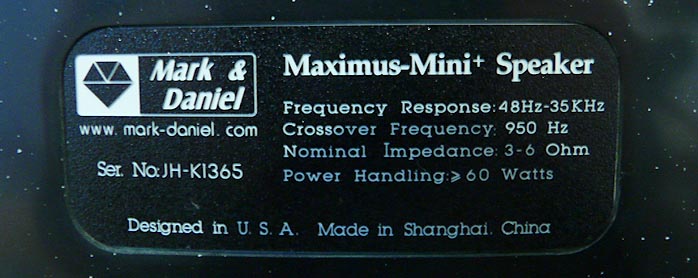 Mark &
Daniel
www. mark-daniel. com
Ser. No:JH-K1365
Maximus-Mini+ Speaker
Frequency Response:48Hz-35KHz
Crossover Frequency: 950 Hz
Nominal Impedance: 3-6 Ohm
Power Handling:⩾60 Watts
Designed in U. S. A. Made in Shanghai. China